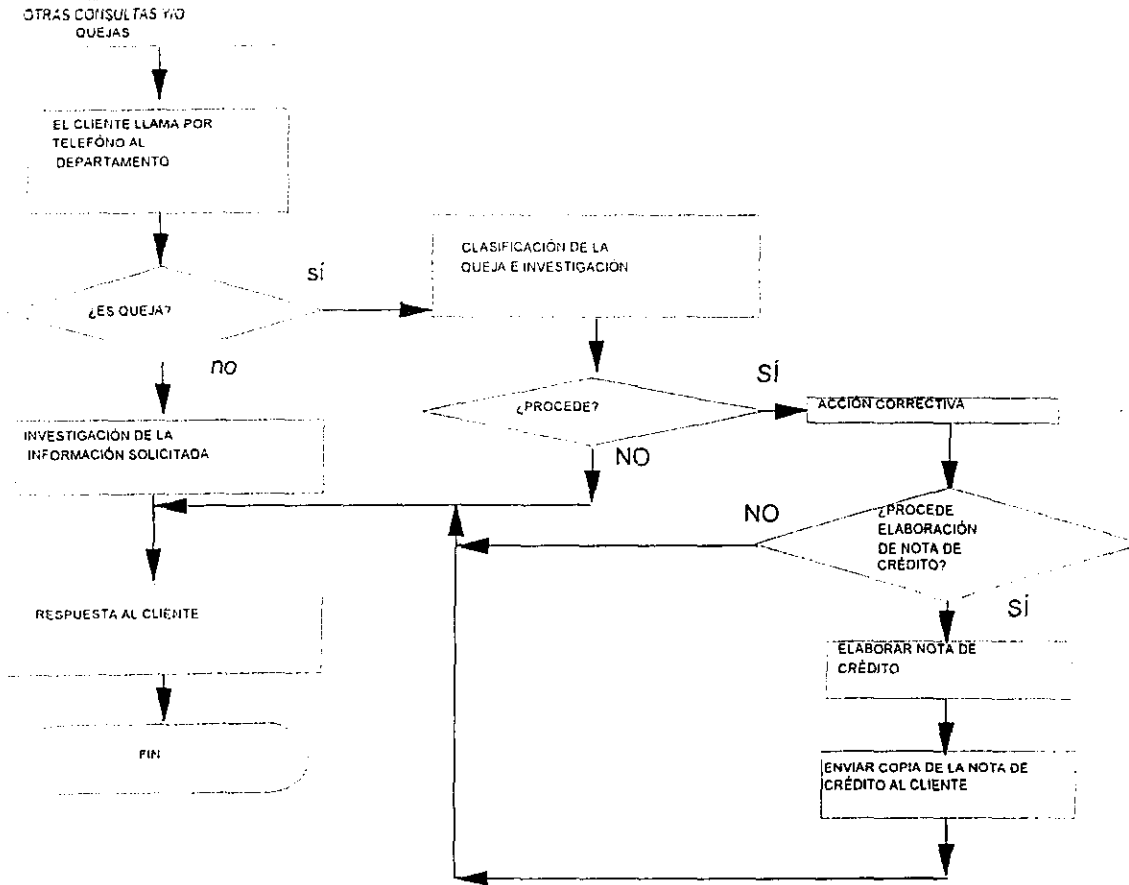 OTRAS CONSULTAS Y/O
QUEJAS
EL CLIENTE LLAMA POR
TELEFÓNO AL
DEPARTAMENTO
¿ES QUEJA?
sí
no
CLASIFICACIÓN DE LA
QUEJA E INVESTIGACIÓN
¿PROCEDE?
SÍ
NO
ACCIÓN CORRECTIVA
INVESTIGACIÓN DE LA
INFORMACIÓN SOLICITADA
¿PROCEDE
ELABORACIÓN
DE NOTA DE
CRÉDITO?
NO
SÍ
RESPUESTA AL CLIENTE
ELABORAR NOTA DE
CRÉDITO
FIN
ENVIAR COPIA DE LA NOTA DE
CRÉDITO AL CLIENTE